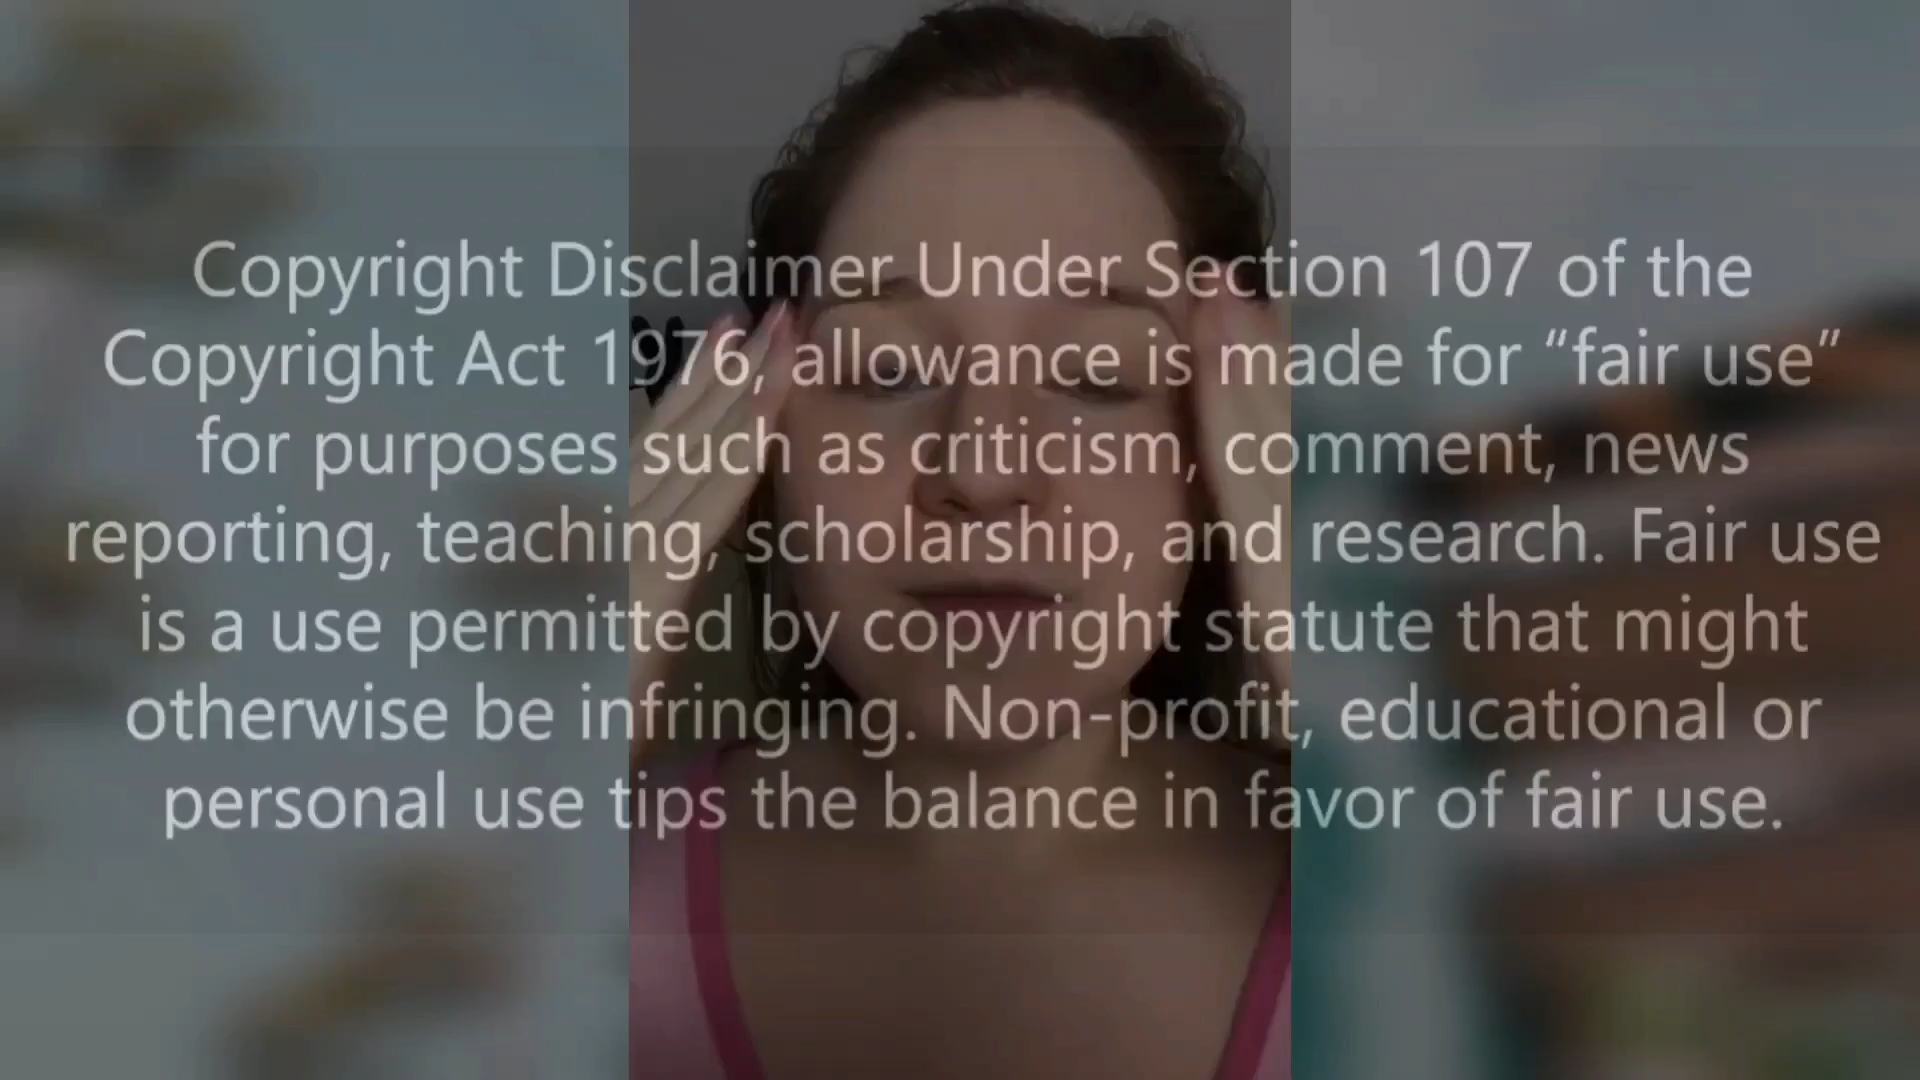 Copyright Disclaimer Under Section 107 of the
Copyright Act 1976, allowance is made for “fair use”
for purposes such as criticism, comment, news
reporting, teaching, scholarship, and research. Fair use
is a use permitted by copyright statute that might
otherwise be infringing. Non-profit, educational or
personal use tips the balance in favor of fair use.